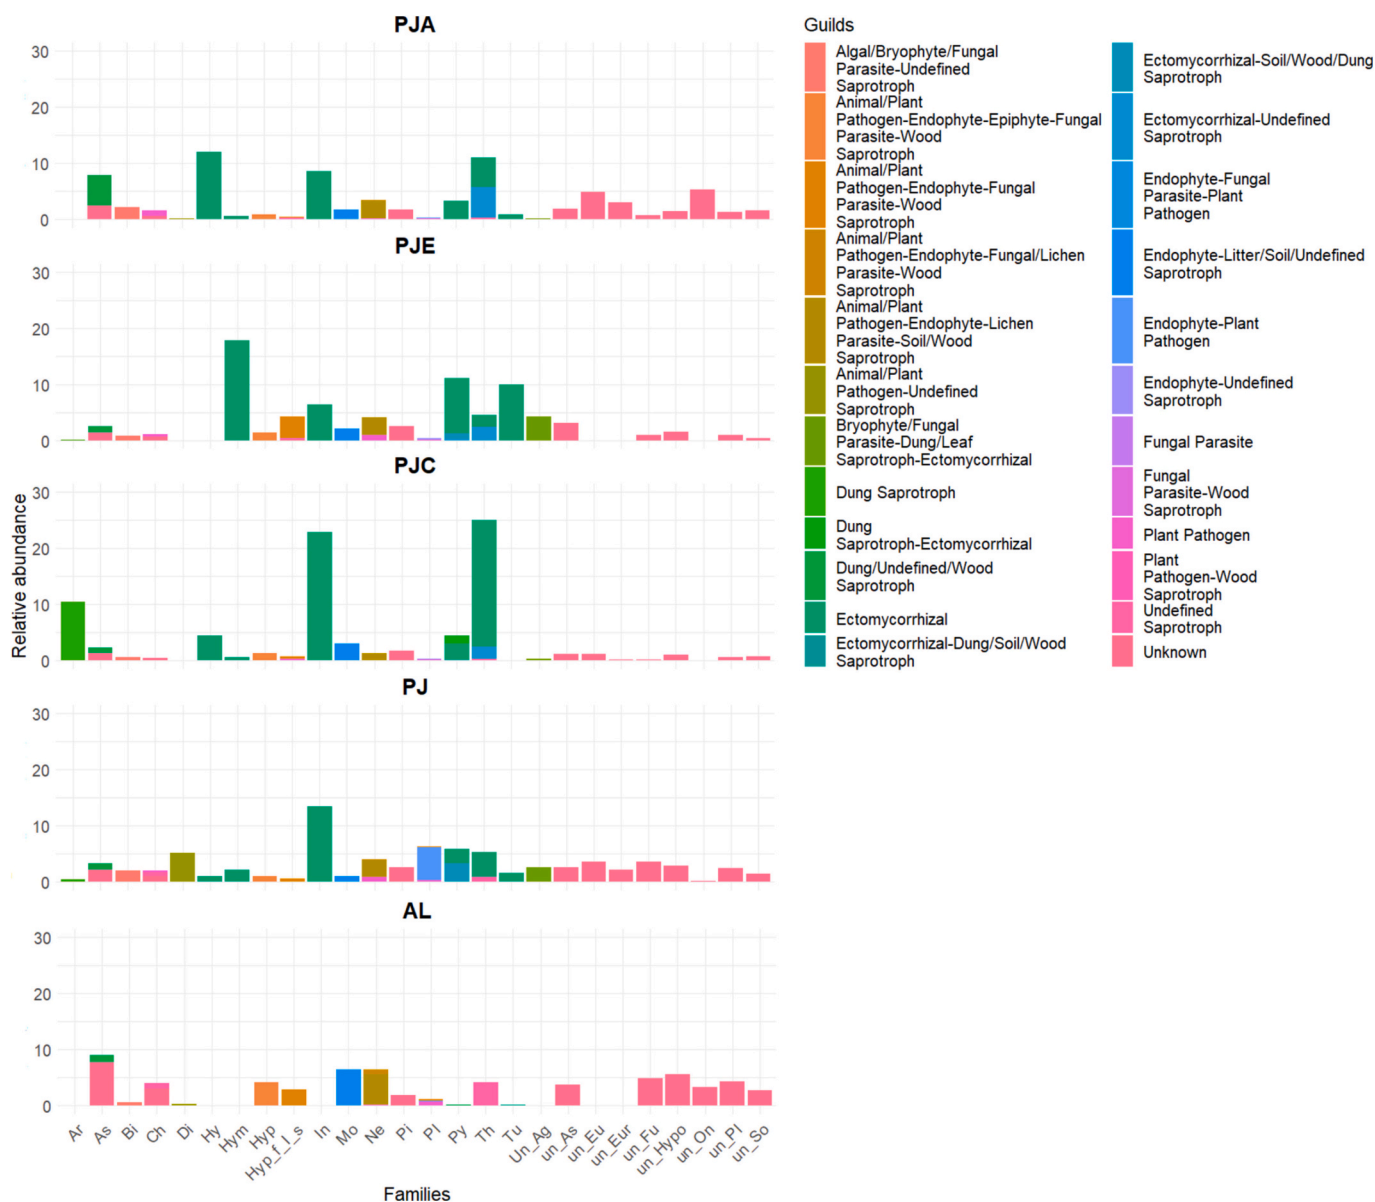 PJA
30
20
10
0
PJE
30
20
10
0
PJC
30
20
10
0
PJ
30
20
10
0
AL
30
20
10
0
Relative abundance
Ar
As
Bi
Ch
Di
Hy
Hym
Hyp
Hyp_f_I_s
In
Mo
Ne
Pi
Pl
Py
Th
Tu
Un_Ag
un_As
un_Eu
un_Eur
un_Fu
un_Hypo
un_On
un_Pl
un_So
Families
Guilds
Algal/Bryophyte/Fungal
Parasite-Undefined
Saprotroph
Animal/Plant
Pathogen-Endophyte-Epiphyte-Fungal
Parasite-Wood
Saprotroph
Animal/Plant
Pathogen-Endophyte-Fungal
Parasite-Wood
Saprotroph
Animal/Plant
Pathogen-Endophyte-Fungal/Lichen
Parasite-Wood
Saprotroph
Animal/Plant
Pathogen-Endophyte-Lichen
Parasite-Soil/Wood
Saprotroph
Animal/Plant
Pathogen-Undefined
Saprotroph
Bryophyte/Fungal
Parasite-Dung/Leaf
Saprotroph-Ectomycorrhizal
Dung Saprotroph
Dung
Saprotroph-Ectomycorrhizal
Dung/Undefined/Wood
Saprotroph
Ectomycorrhizal
Ectomycorrhizal-Dung/Soil/Wood
Saprotroph
Ectomycorrhizal-Soil/Wood/Dung
Saprotroph
Ectomycorrhizal-Undefined
Saprotroph
Endophyte-Fungal
Parasite-Plant
Pathogen
Endophyte-Litter/Soil/Undefined
Saprotroph
Endophyte-Plant
Pathogen
Endophyte-Undefined
Saprotroph
Fungal Parasite
Fungal
Parasite-Wood
Saprotroph
Plant Pathogen
Plant
Pathogen-Wood
Saprotroph
Undefined
Saprotroph
Unknown